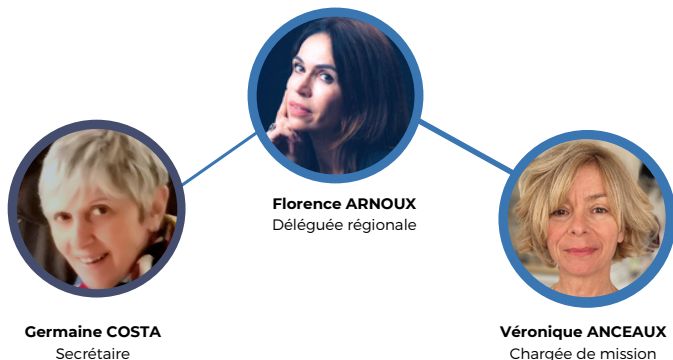 Florence ARNOUX
Déléguée régionale
Germaine COSTA
Secrétaire
Véronique ANCEAUX
Chargée de mission